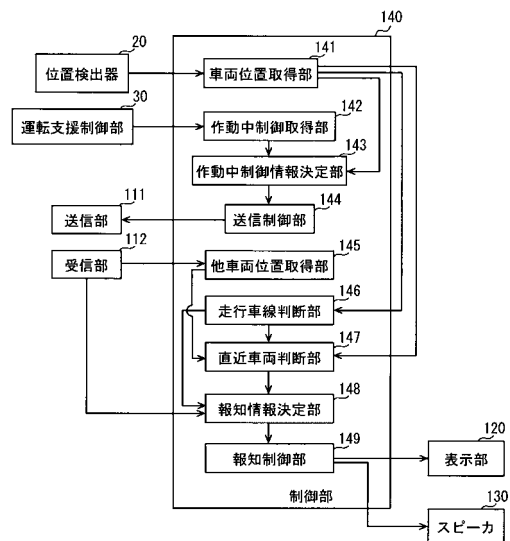 140
20
位置検出器
141
車両位置取得部
30
運転支援制御部
142
作動中制御取得部
143
作動中制御情報決定部
111
送信部
144
送信制御部
112
受信部
145
他車両位置取得部
146
走行車線判断部
147
直近車両判断部
148
報知情報決定部
149
報知制御部
120
表示部
制御部
130
スピーカ